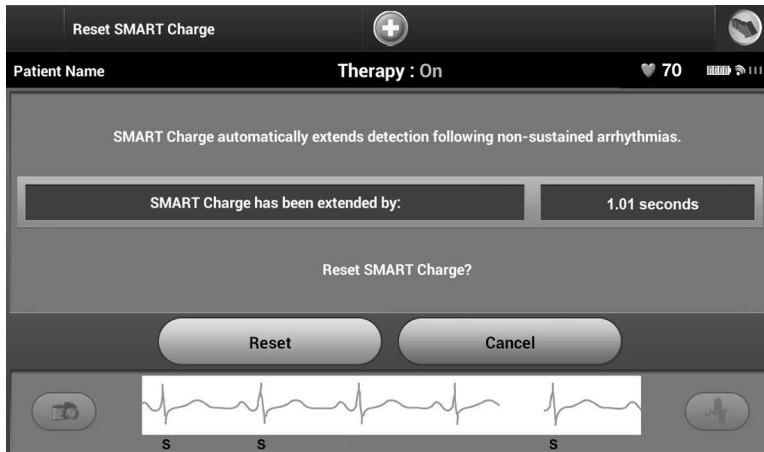 Reset SMART Charge
Patient Name Therapy : On 70
SMART Charge automatically extends detection following non-sustained arrhythmias.
SMART Charge has been extended by: 1.01 seconds
Reset SMART Charge?
Reset Cancel
S S S